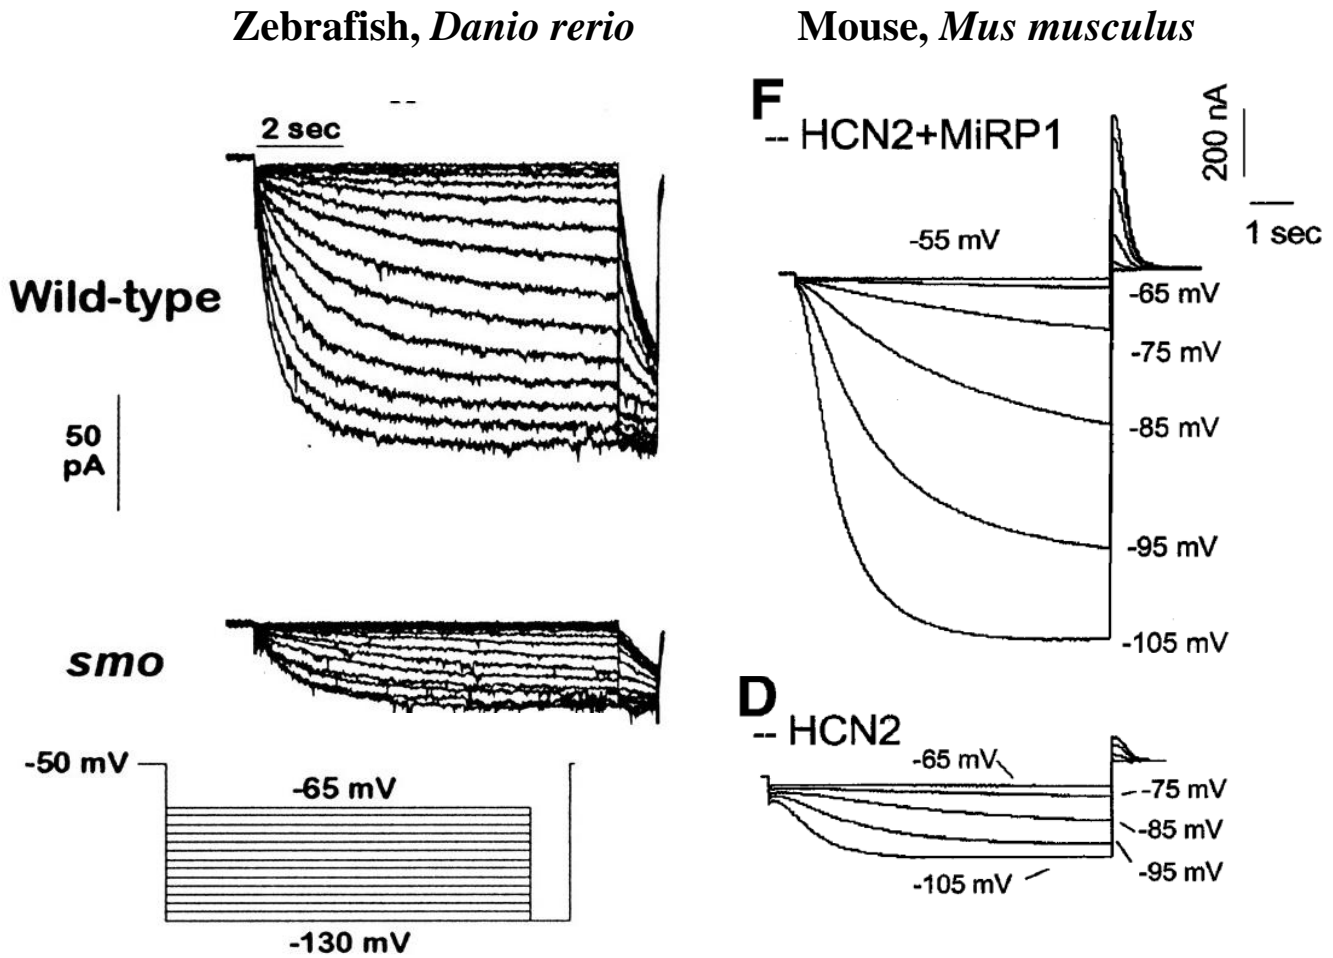 Zebrafish, Danio rerio
Mouse, Mus musculus
--
2 sec
Wild-type
50
pA
smo
-50 mV
-65 mV
-130 mV
F
-- HCN2+MiRP1
200 nA
1 sec
-55 mV
-65 mV
-75 mV
-85 mV
-95 mV
-105 mV
D
-- HCN2
-65 mV
-75 mV
-85 mV
-95 mV
-105 mV